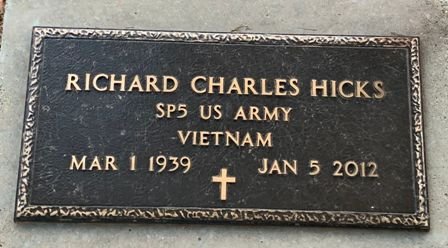 RICHARD CHARLES HICKS
SP5 US ARMY
VIETNAM
MAR 1 1939 JAN 5 2012